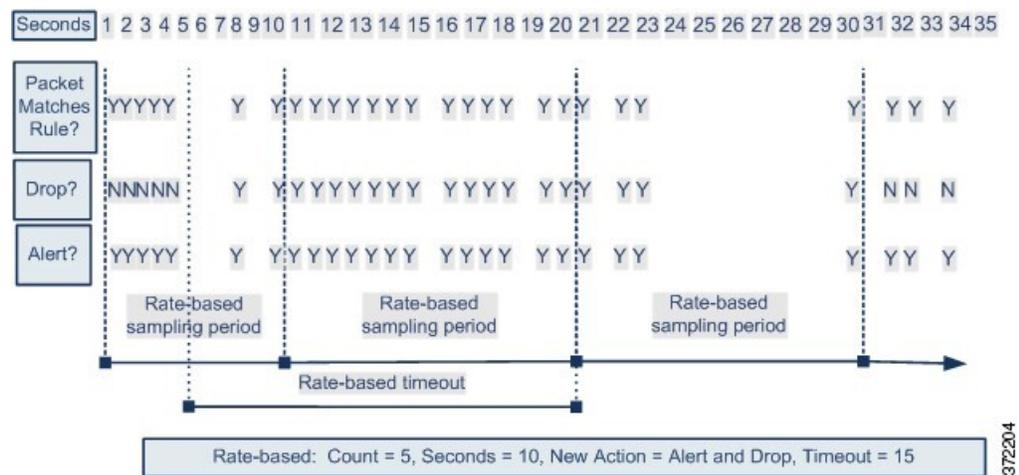 Seconds 1 2 3 4 5 6 7 8 9 10 11 12 13 14 15 16 17 18 19 20 21 22 23 24 25 26 27 28 29 30 31 32 33 34 35
Packet
Matches
Rule?
YYYYY Y Y Y Y Y Y Y Y Y Y Y Y Y Y Y Y Y Y Y Y Y Y Y
Drop?
NNNNN Y Y Y Y Y Y Y Y Y Y Y Y Y Y Y Y Y Y Y Y N N N
Alert?
YYYYY Y Y Y Y Y Y Y Y Y Y Y Y Y Y Y Y Y Y Y Y Y Y Y
Rate-based
sampling period
Rate-based
sampling period
Rate-based
sampling period
Rate-based timeout
Rate-based: Count = 5, Seconds = 10, New Action = Alert and Drop, Timeout = 15
372204